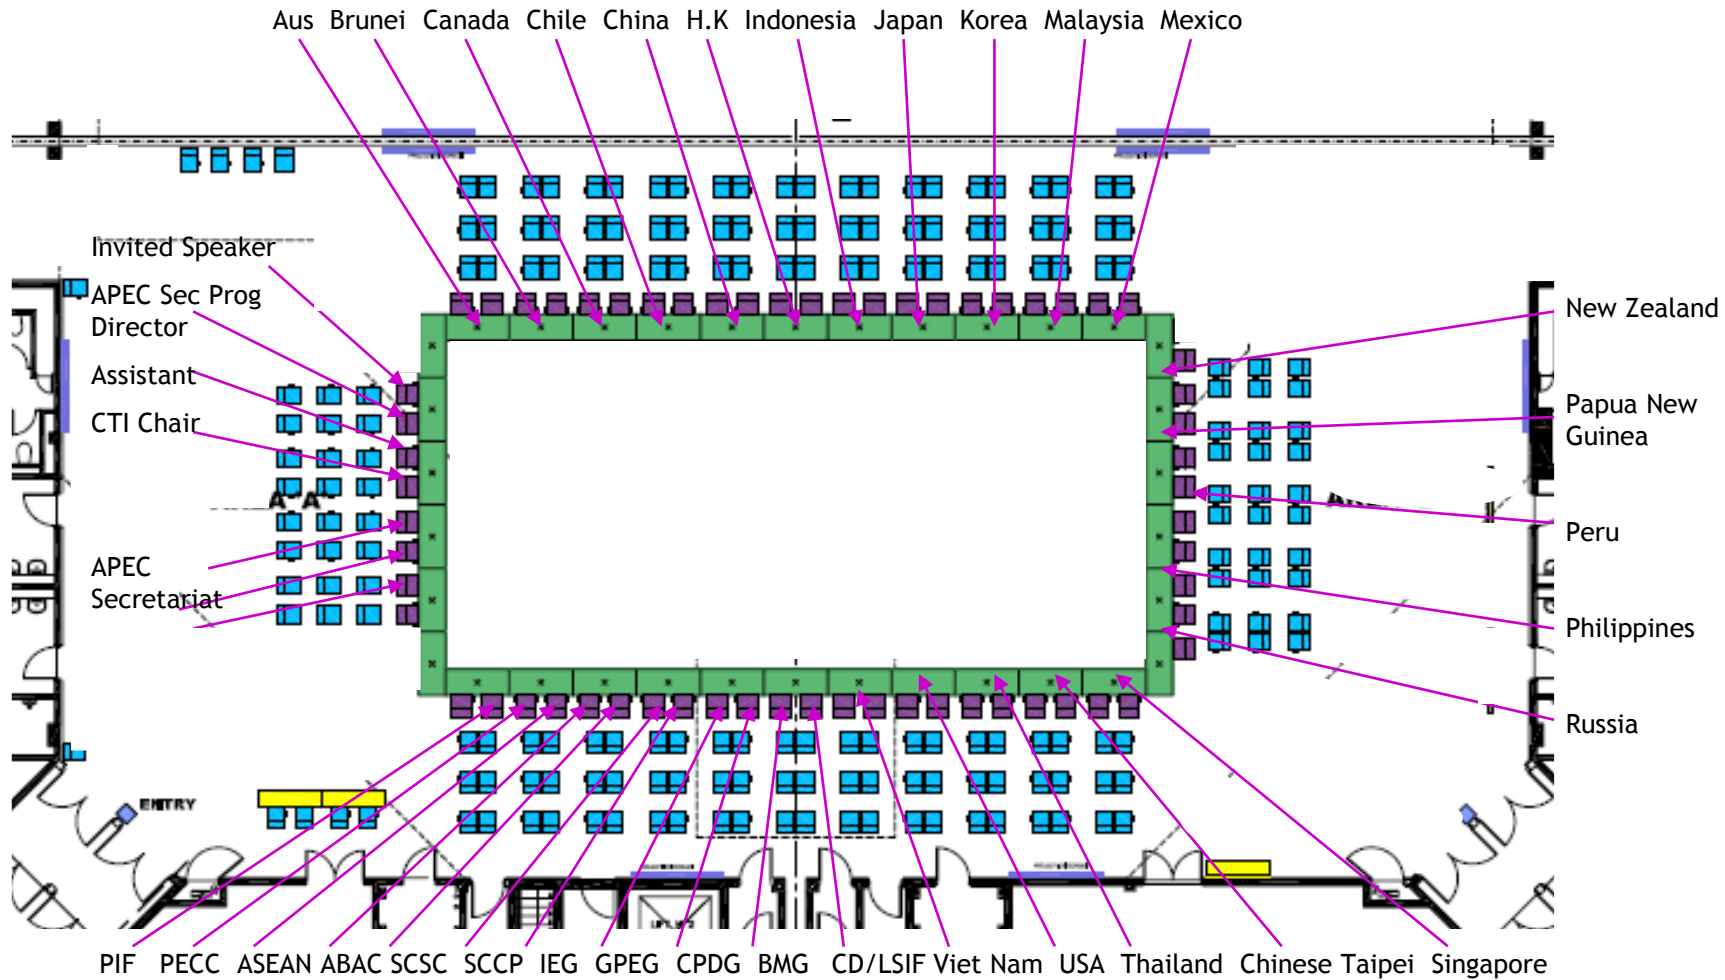 Aus Brunei Canada Chile China H.K Indonesia Japan Korea Malaysia Mexico
Invited Speaker
APEC Sec Prog
Director
Assistant
CTI Chair
APEC
Secretariat
New Zealand
Papua New
Guinea
Peru
Philippines
Russia
A A
ENTRY
PIF PECC ASEAN ABAC SCSC SCCP IEG GPEG CPDG BMG CD/LSIF Viet Nam USA Thailand Chinese Taipei Singapore